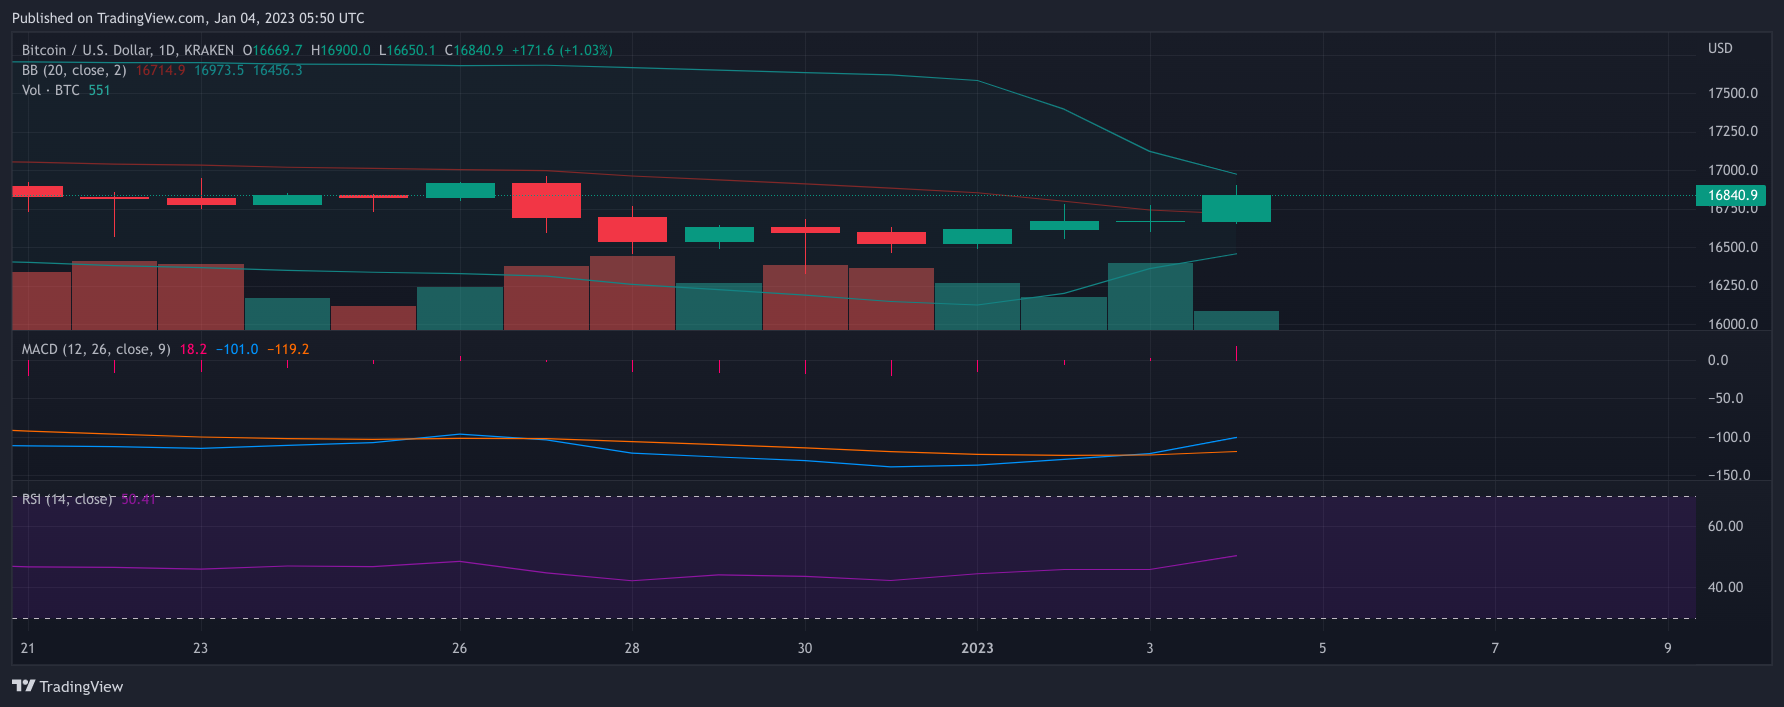 Published on TradingView.com, Jan 04, 2023 05:50 UTC
Bitcoin / U.S. Dollar, 1D, KRAKEN O16669.7 H16900.0 L16650.1 C16840.9 +171.6 (+1.03%)
USD
BB (20, close, 2) 16714.9 16973.5 16456.3
Vol · BTC 551
17500.0
17250.0
17000.0
16840.9
16750.0
16500.0
16250.0
16000.0
MACD (12, 26, close, 9) 18.2 −101.0 −119.2
0.0
−50.0
−100.0
−150.0
RSI (14, close) 50.41
60.00
40.00
21 23 26 28 30 2023 3 5 7 9
TradingView